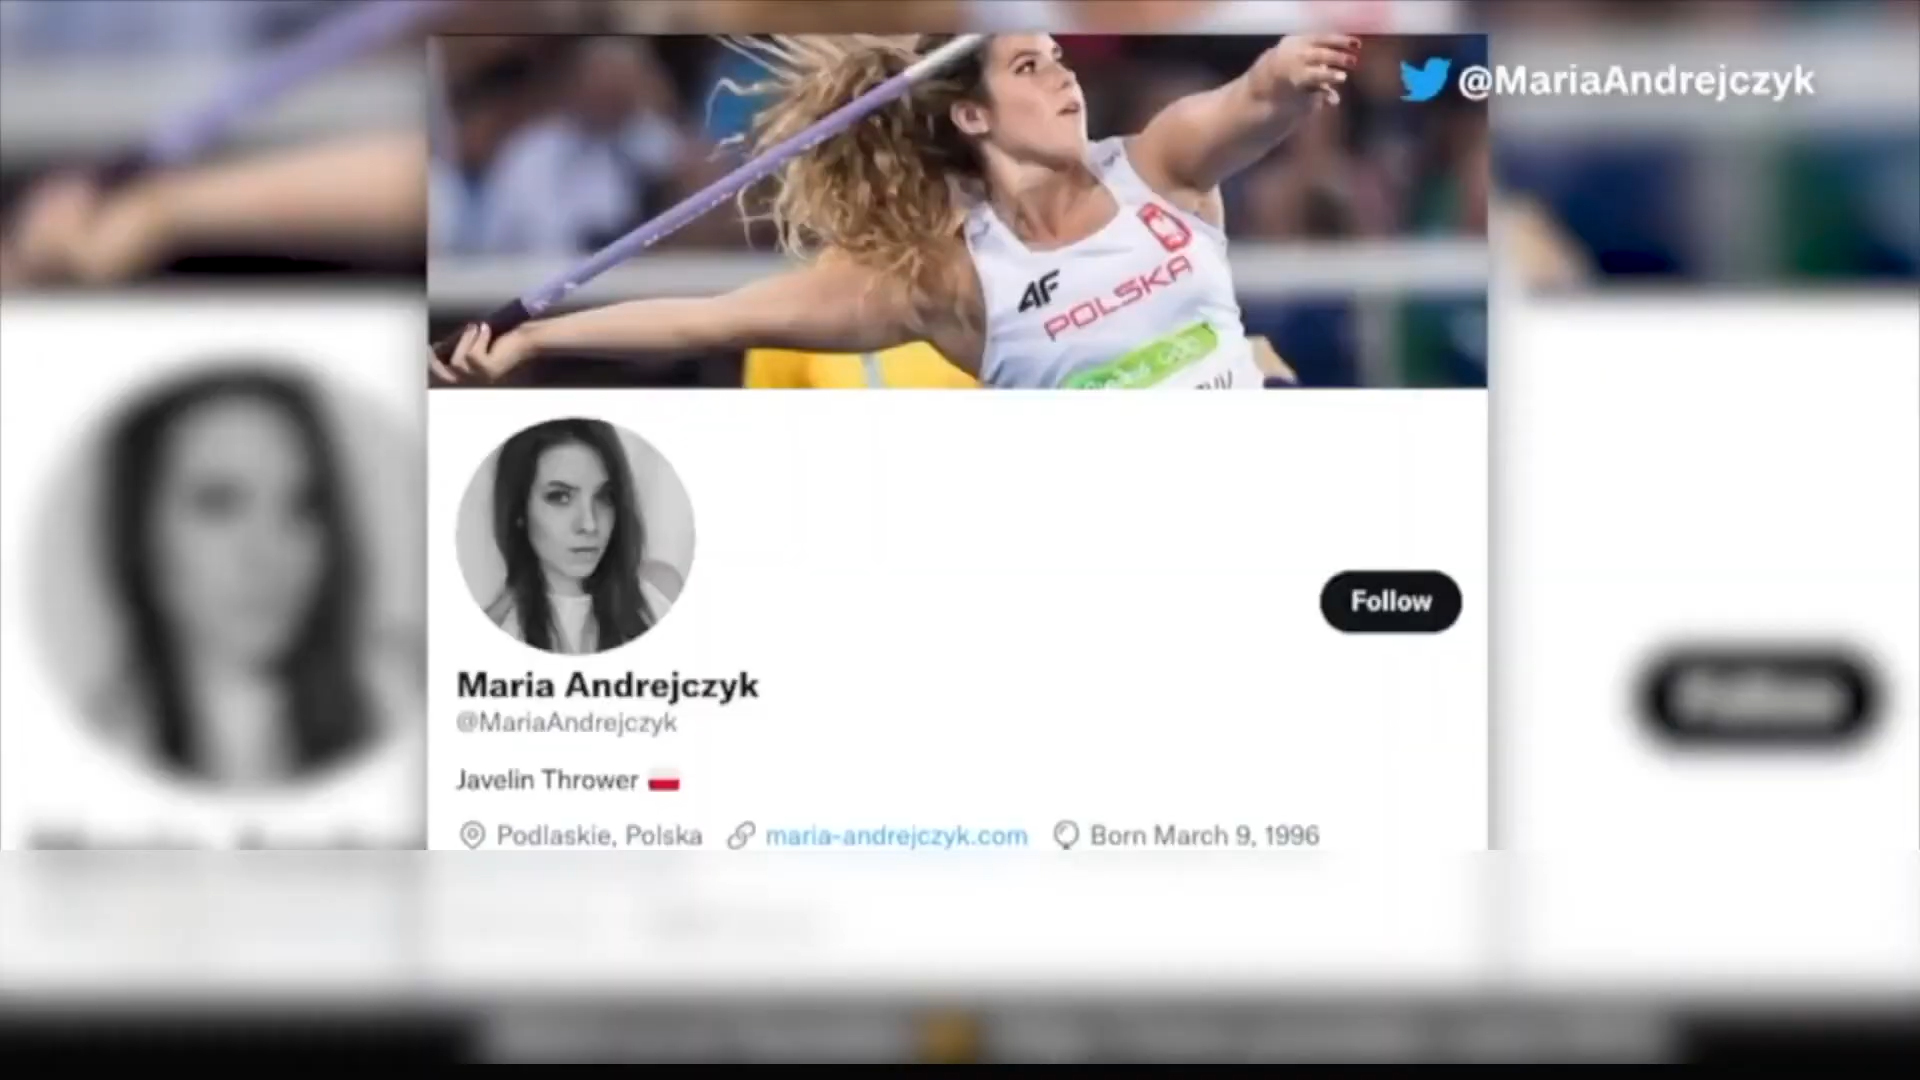 @MariaAndrejczyk
4F
POLSKA
Follow
Maria Andrejczyk
@MariaAndrejczyk
Javelin Thrower 🇵🇱
Podlaskie, Polska maria-andrejczyk.com Born March 9, 1996